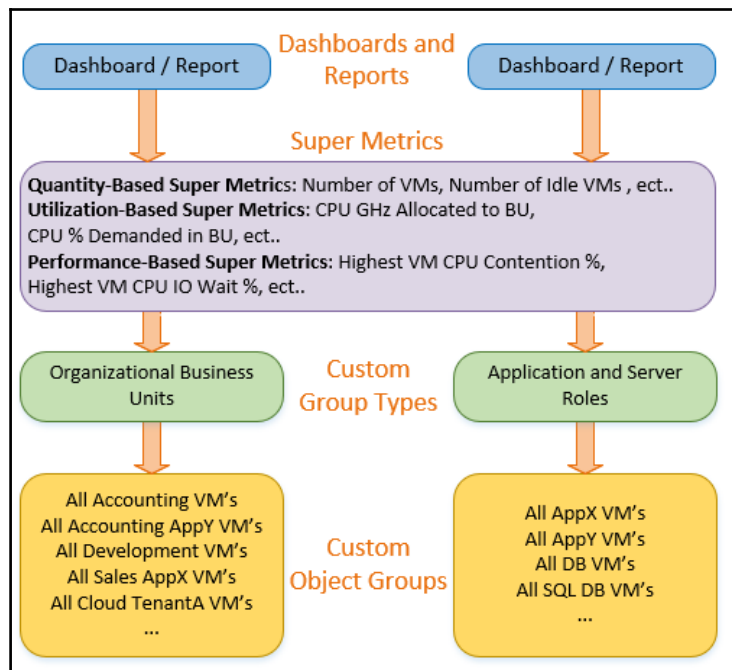 Dashboard / Report
Dashboards and
Reports
Dashboard / Report
Super Metrics
Quantity-Based Super Metrics: Number of VMs, Number of Idle VMs , ect..
Utilization-Based Super Metrics: CPU GHz Allocated to BU,
CPU % Demanded in BU, ect..
Performance-Based Super Metrics: Highest VM CPU Contention %,
Highest VM CPU IO Wait %, ect..
Organizational Business
Units
Custom
Group Types
Application and Server
Roles
All Accounting VM's
All Accounting AppY VM's
All Development VM's
All Sales AppX VM's
All Cloud TenantA VM's
...
Custom
Object Groups
All AppX VM's
All AppY VM's
All DB VM's
All SQL DB VM's
...